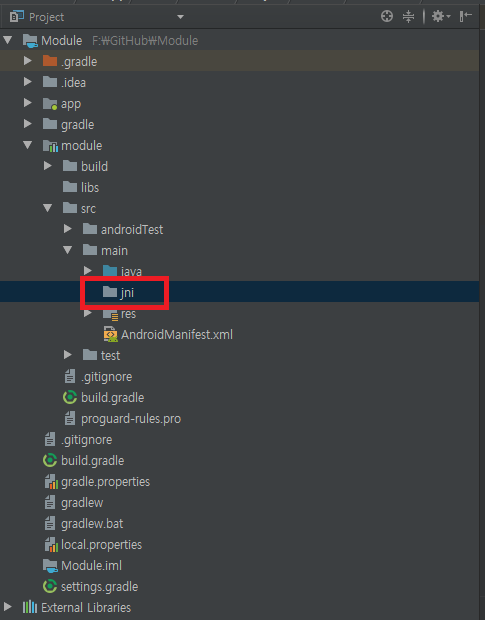 Project
Module F:₩GitHub₩Module
.gradle
.idea
app
gradle
module
build
libs
src
androidTest
main
java
jni
res
AndroidManifest.xml
test
.gitignore
build.gradle
proguard-rules.pro
.gitignore
build.gradle
gradle.properties
gradlew
gradlew.bat
local.properties
Module.iml
settings.gradle
External Libraries